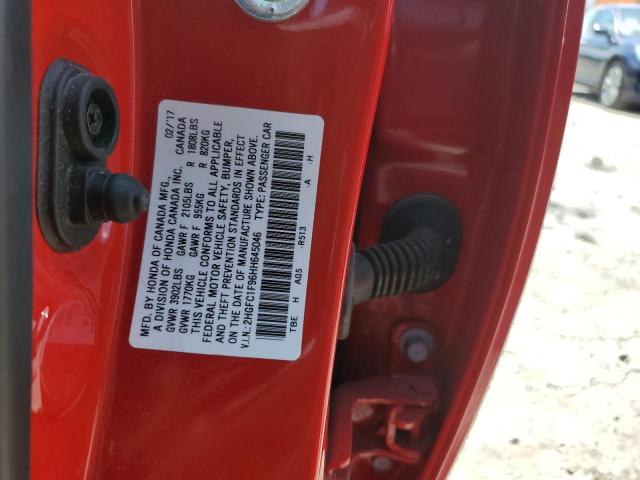 MFD. BY HONDA OF CANADA MFG., 02/'17
A DIVISION OF HONDA CANADA INC. CANADA
GVWR 3902LBS GAWR F 2105LBS R 1808LBS
GVWR 1770KG GAWR F 955KG R 820KG
THIS VEHICLE CONFORMS TO ALL APPLICABLE
FEDERAL MOTOR VEHICLE SAFETY, BUMPER,
AND THEFT PREVENTION STANDARDS IN EFFECT
ON THE DATE OF MANUFACTURE SHOWN ABOVE.
V.I.N.: 2HGFC1F96HH645046 TYPE: PASSENGER CAR
TBE H AG5 -R513 -A -H